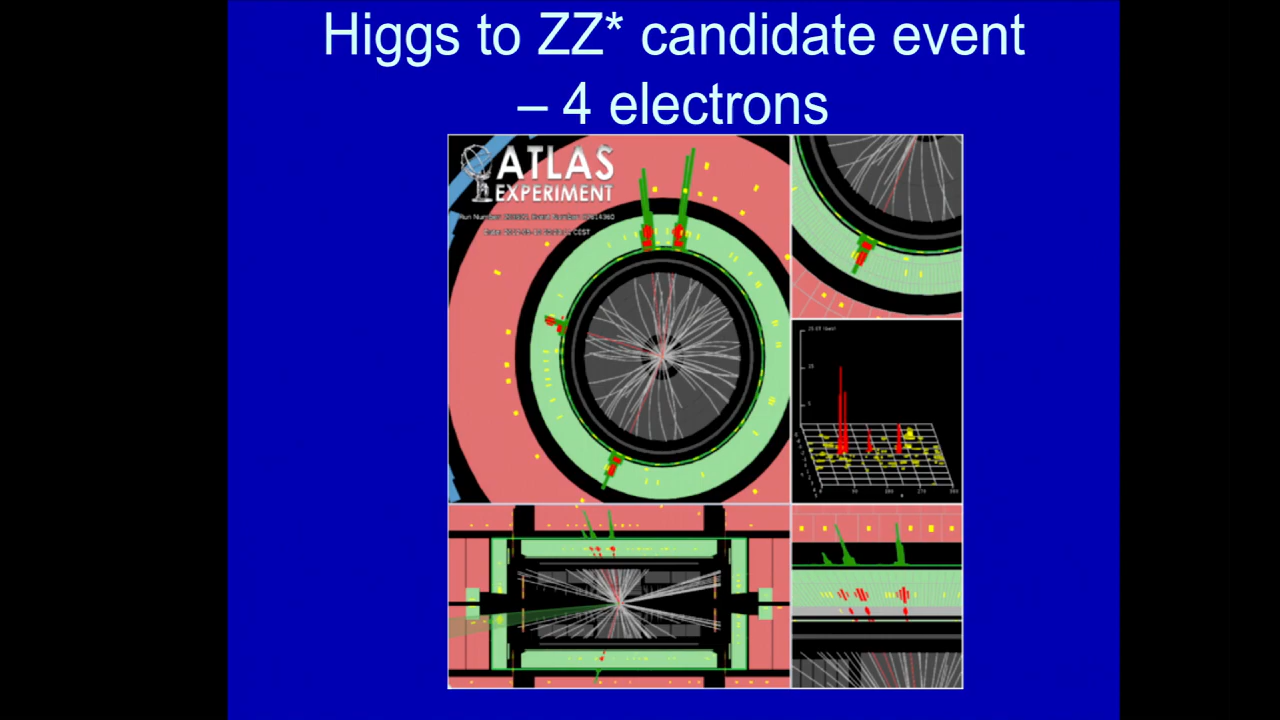 Higgs to ZZ* candidate event
– 4 electrons
ATLAS
EXPERIMENT